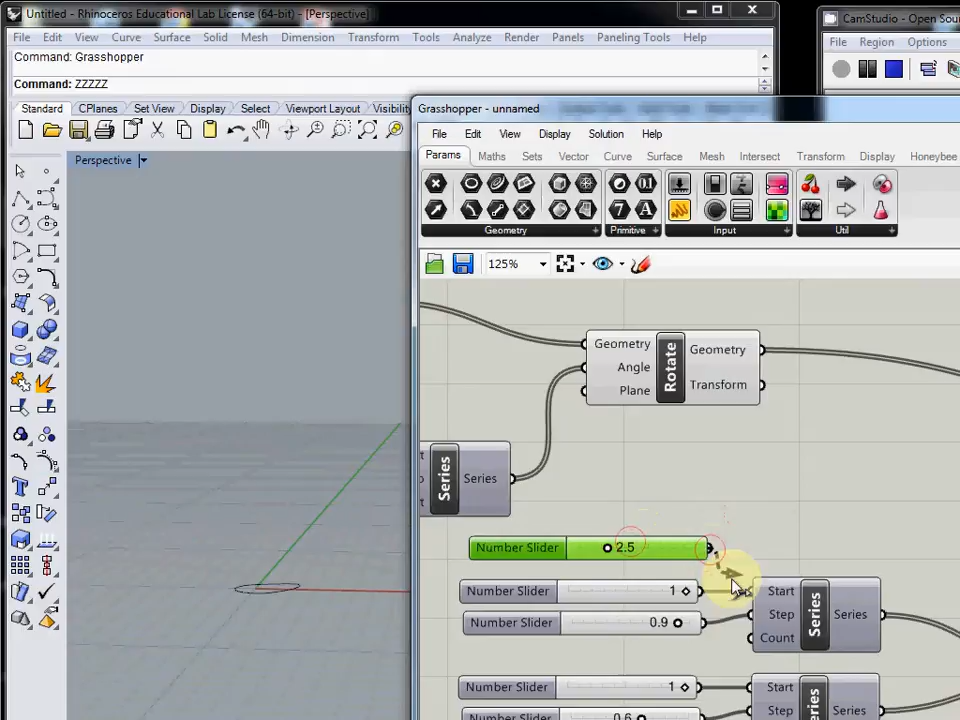 Untitled - Rhinoceros Educational Lab License (64-bit) - [Perspective]
File Edit View Curve Surface Solid Mesh Dimension Transform Tools Analyze Render Panels Paneling Tools Help
Command: Grasshopper
Command: ZZZZZ
Standard CPlanes Set View Display Select Viewport Layout Visibility
Perspective
CamStudio - Open Sour
File Region Options
Grasshopper - unnamed
File Edit View Display Solution Help
Params Maths Sets Vector Curve Surface Mesh Intersect Transform Display Honeybee
Geometry Primitive Input Util
125%
Geometry
Angle
Plane
Rotate
Geometry
Transform
Series
Series
Number Slider 2.5
Number Slider 1
Number Slider 0.9
Start
Step
Count
Series
Series
Number Slider 1
Number Slider 0.6
Start
Step
Series
Series